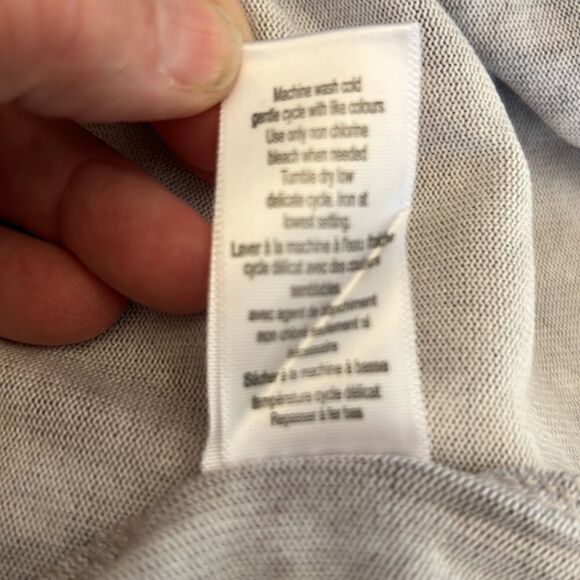 Machine wash cold
gentle cycle with like colours
Use only non chlorine
bleach when needed
Tumble dry low
delicate cycle. Iron at
lowest setting.
Laver à la machine à l'eau
cycle délicat avec des
semblables
avec agent de blanchiment
non chloré seulement si
nécessaire
Sécher à la machine à basse
température cycle délicat.
Repasser à fer bas